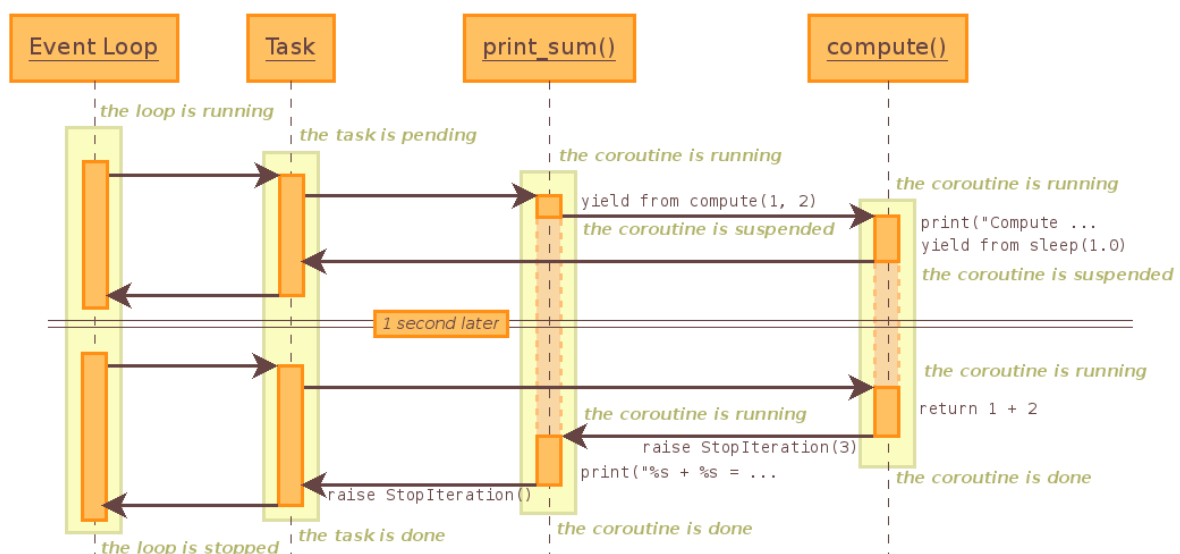 Event Loop
Task
print_sum()
compute()
the loop is running
the task is pending
the coroutine is running
the coroutine is running
yield from compute(1, 2)
print("Compute ...
the coroutine is suspended
yield from sleep(1.0)
the coroutine is suspended
1 second later
the coroutine is running
return 1 + 2
the coroutine is running
raise StopIteration(3)
print("%s + %s = ...
the coroutine is done
raise StopIteration()
the coroutine is done
the task is done
the loop is stopped